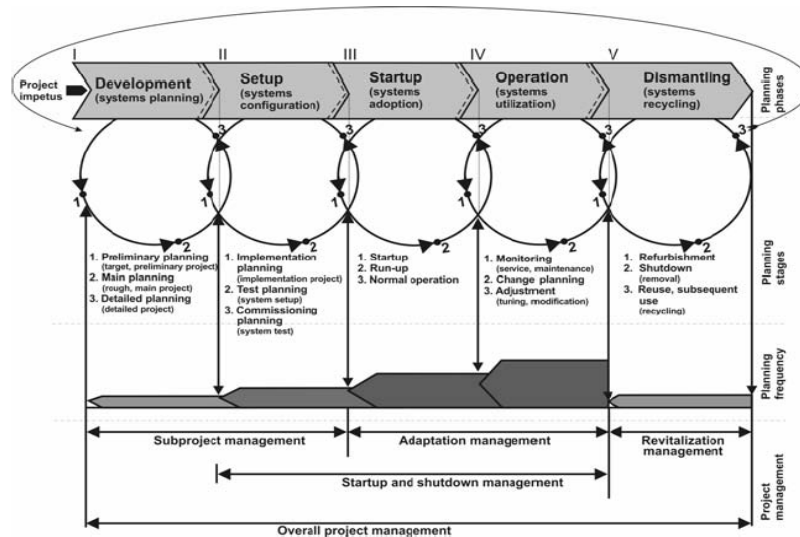 I
II
III
IV
V
Project
impetus
Development
(systems planning)
Setup
(systems
configuration)
Startup
(systems
adoption)
Operation
(systems
utilization)
Dismantling
(systems
recycling)
Planning
phases
3
3
3
3
3
1
1
1
1
1
2
2
2
2
2
1. Preliminary planning
(target, preliminary project)
2. Main planning
(rough, main project)
3. Detailed planning
(detailed project)
1. Implementation
planning
(implementation project)
2. Test planning
(system setup)
3. Commissioning
planning
(system test)
1. Startup
2. Run-up
3. Normal operation
1. Monitoring
(service, maintenance)
2. Change planning
3. Adjustment
(turing, modification)
1. Refurbishment
2. Shutdown
(removal)
3. Reuse, subsequent
use
(recycling)
Planning
stages
Planning
frequency
Subproject management
Adaptation management
Revitalization
management
Startup and shutdown management
Overall project management
Project
management